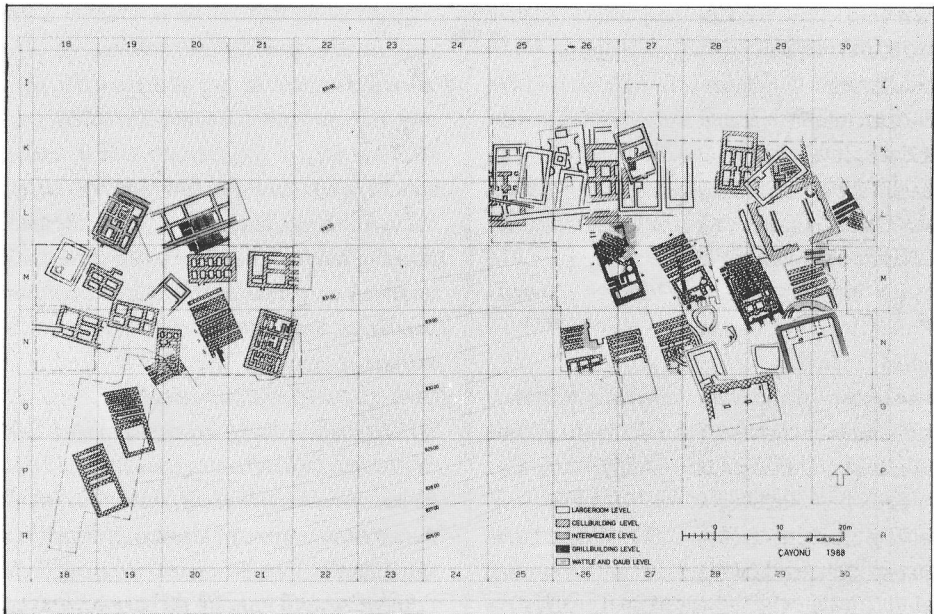 18 19 20 21 22 23 24 25 26 27 28 29 30
I I
K K
L L
M M
N N
O O
P P
R R
LARGEROOM LEVEL
CELLBUILDING LEVEL
INTERMEDIATE LEVEL
GRILLBUILDING LEVEL
WATTLE AND DAUB LEVEL
0 10 20m
ÇAYÖNÜ 1988
18 19 20 21 22 23 24 25 26 27 28 29 30